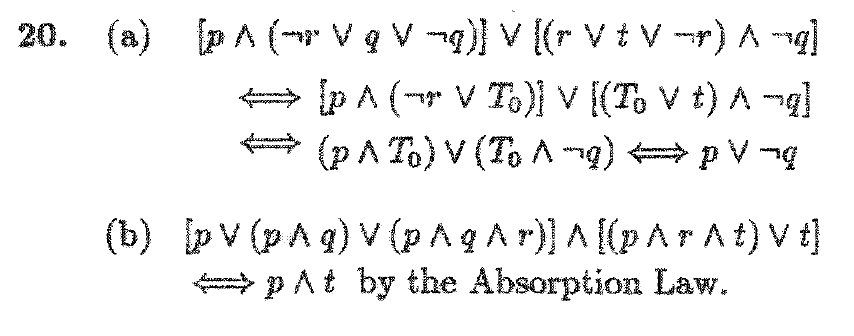 20. (a) [p ∧ (¬r ∨ q ∨ ¬q)] ∨ [(r ∨ t ∨ ¬r) ∧ ¬q]
⟺ [p ∧ (¬r ∨ T₀)] ∨ [(T₀ ∨ t) ∧ ¬q]
⟺ (p ∧ T₀) ∨ (T₀ ∧ ¬q) ⟺ p ∨ ¬q
(b) [p ∨ (p ∧ q) ∨ (p ∧ q ∧ r)] ∧ [(p ∧ r ∧ t) ∨ t]
⟺ p ∧ t by the Absorption Law.